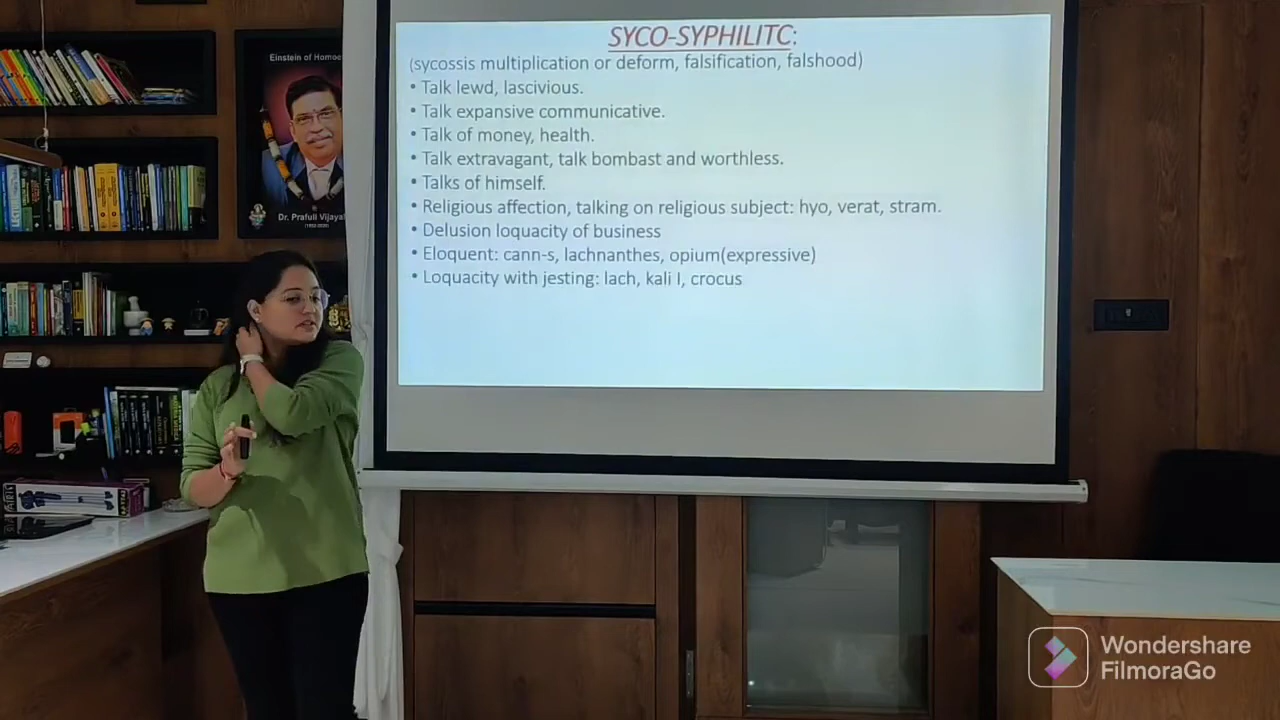 SYCO-SYPHILITC:
(sycossis multiplication or deform, falsification, falshood)
• Talk lewd, lascivious.
• Talk expansive communicative.
• Talk of money, health.
• Talk extravagant, talk bombast and worthless.
• Talks of himself.
• Religious affection, talking on religious subject: hyo, verat, stram.
• Delusion loquacity of business
• Eloquent: cann-s, lachnanthes, opium(expressive)
• Loquacity with jesting: lach, kali I, crocus
Einstein of Homoe
Dr. Prafull Vijayal
Wondershare
FilmoraGo